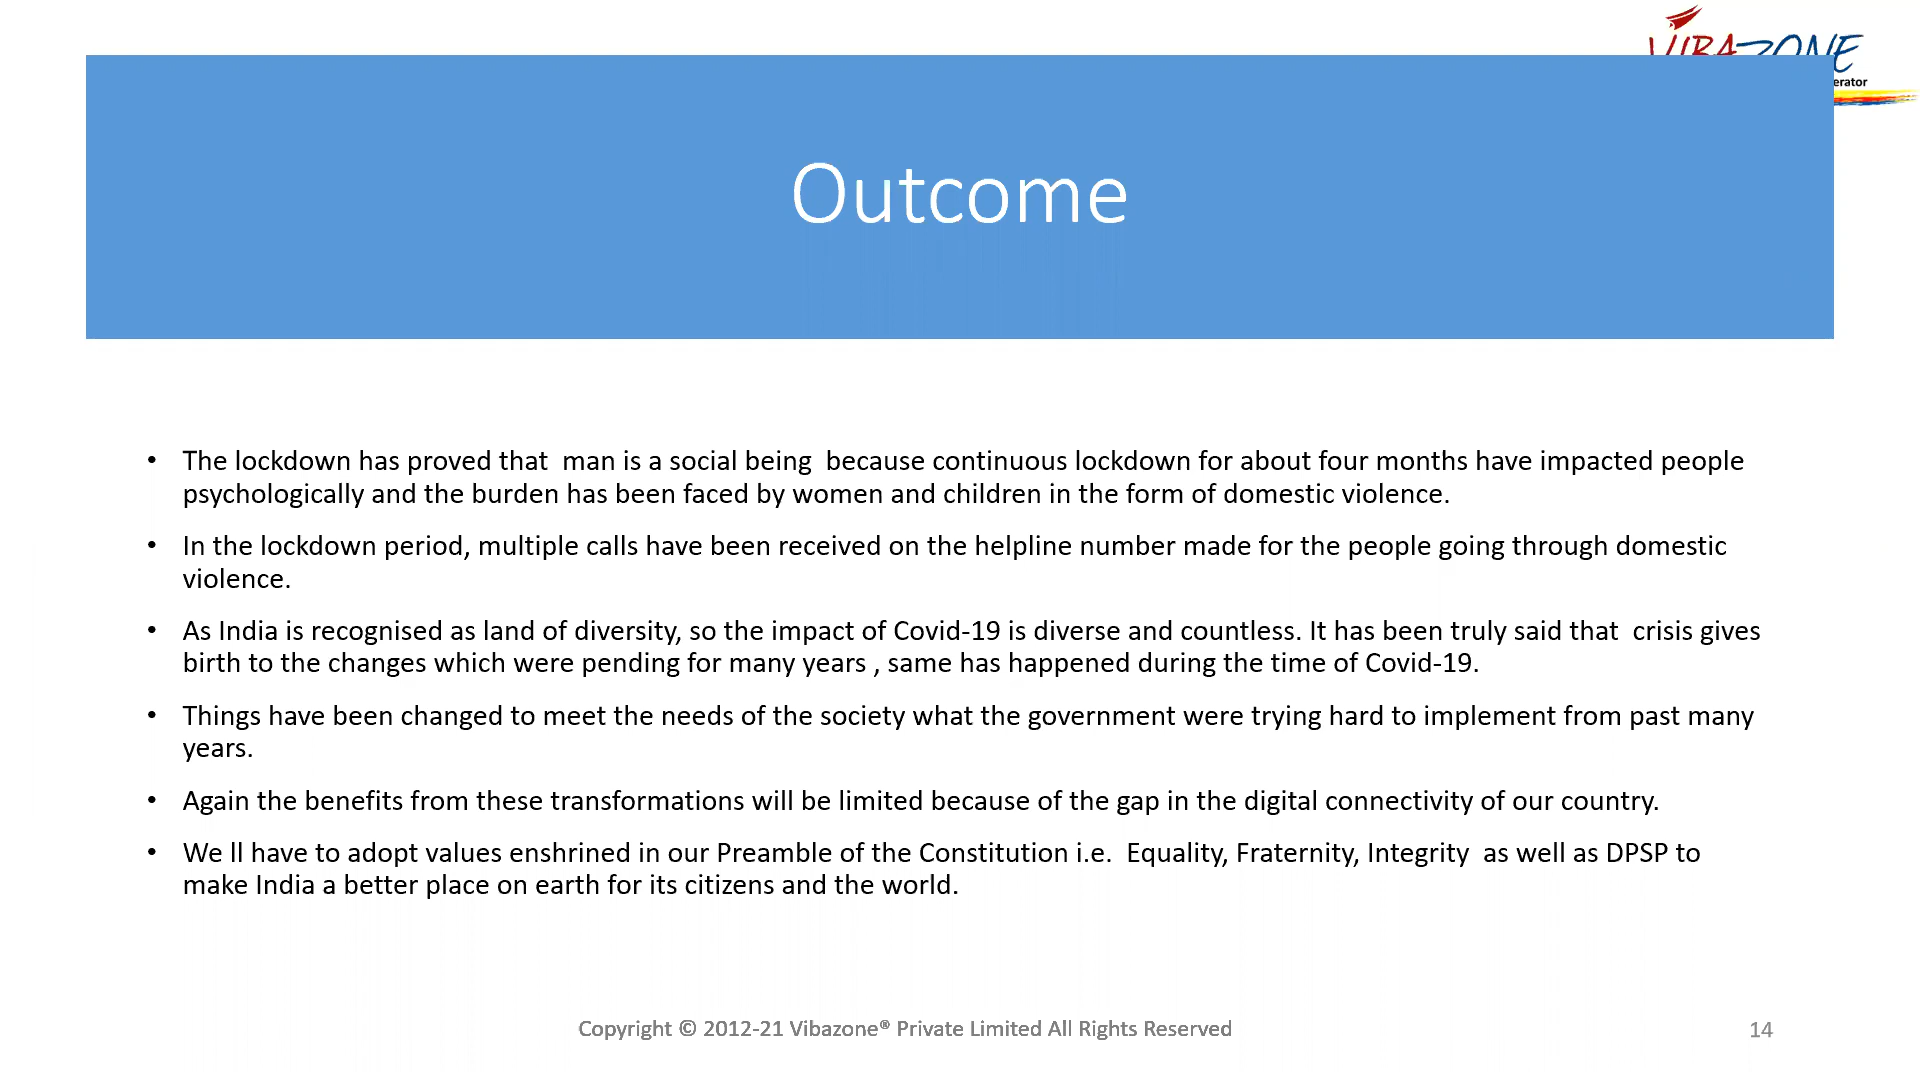 VIBAZONE
erator
Outcome
• The lockdown has proved that  man is a social being  because continuous lockdown for about four months have impacted people
psychologically and the burden has been faced by women and children in the form of domestic violence.
• In the lockdown period, multiple calls have been received on the helpline number made for the people going through domestic
violence.
• As India is recognised as land of diversity, so the impact of Covid-19 is diverse and countless. It has been truly said that  crisis gives
birth to the changes which were pending for many years , same has happened during the time of Covid-19.
• Things have been changed to meet the needs of the society what the government were trying hard to implement from past many
years.
• Again the benefits from these transformations will be limited because of the gap in the digital connectivity of our country.
• We ll have to adopt values enshrined in our Preamble of the Constitution i.e.  Equality, Fraternity, Integrity  as well as DPSP to
make India a better place on earth for its citizens and the world.
Copyright © 2012-21 Vibazone® Private Limited All Rights Reserved
14